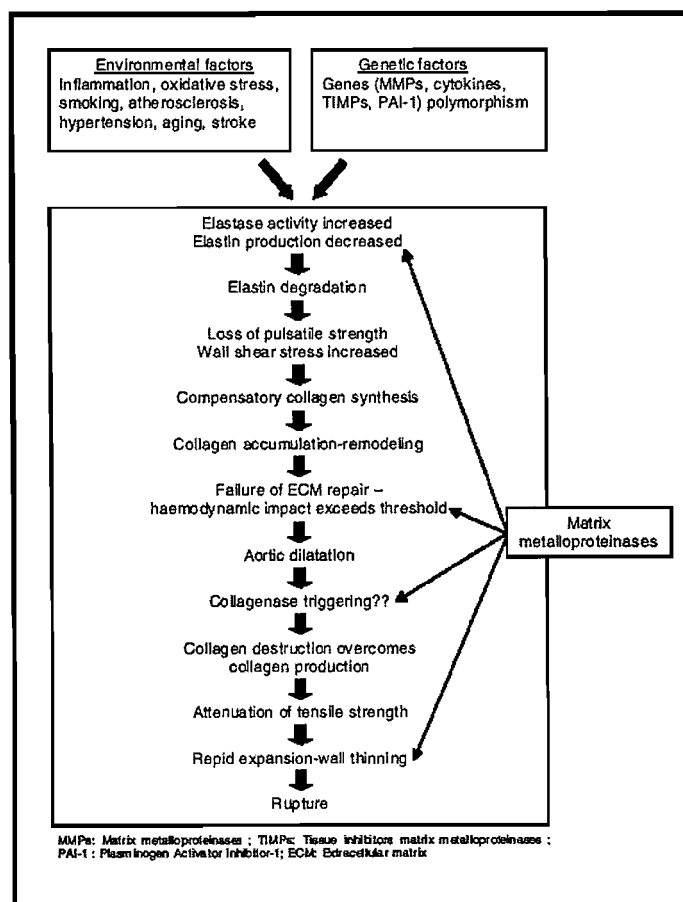 Environmental factors
Inflammation, oxidative stress,
smoking, atherosclerosis,
hypertension, aging, stroke
Genetic factors
Genes (MMPs, cytokines,
TIMPs, PAI-1) polymorphism
Elastase activity increased
Elastin production decreased
Elastin degradation
Loss of pulsatile strength
Wall shear stress increased
Compensatory collagen synthesis
Collagen accumulation-remodeling
Failure of ECM repair –
haemodynamic impact exceeds threshold
Matrix
metalloproteinases
Aortic dilatation
Collagenase triggering??
Collagen destruction overcomes
collagen production
Attenuation of tensile strength
Repid expansion-wall thinning
Rupture
MMPs: Matrix metalloproteinases ; TIMPs: Tissue inhibitors matrix metalloproteinases ;
PAI-1 : Plasminogen Activator Inhibitor-1; ECM: Extracellular matrix